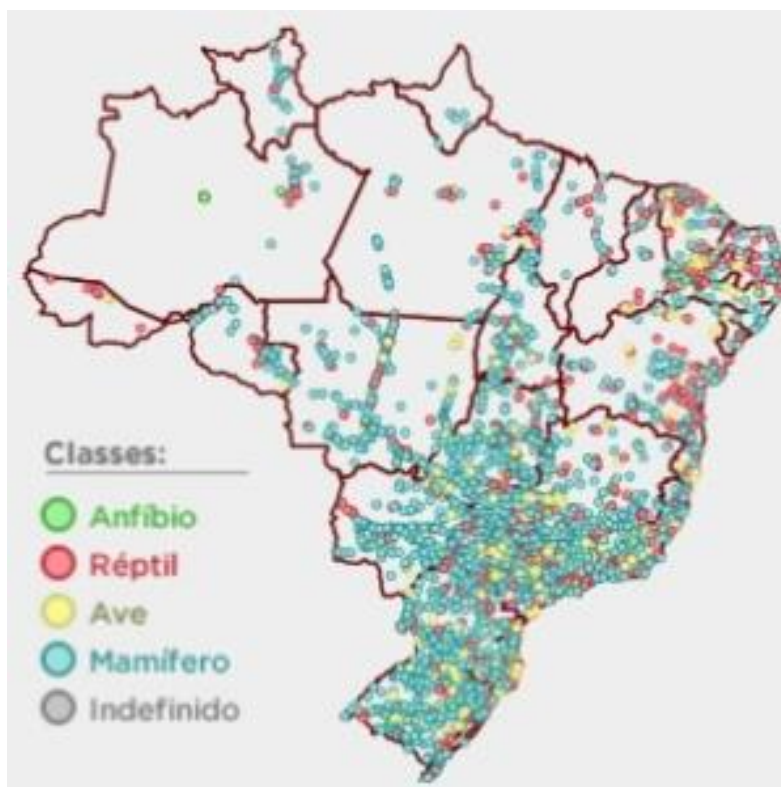 Classes:
Anfíbio
Réptil
Ave
Mamífero
Indefinido